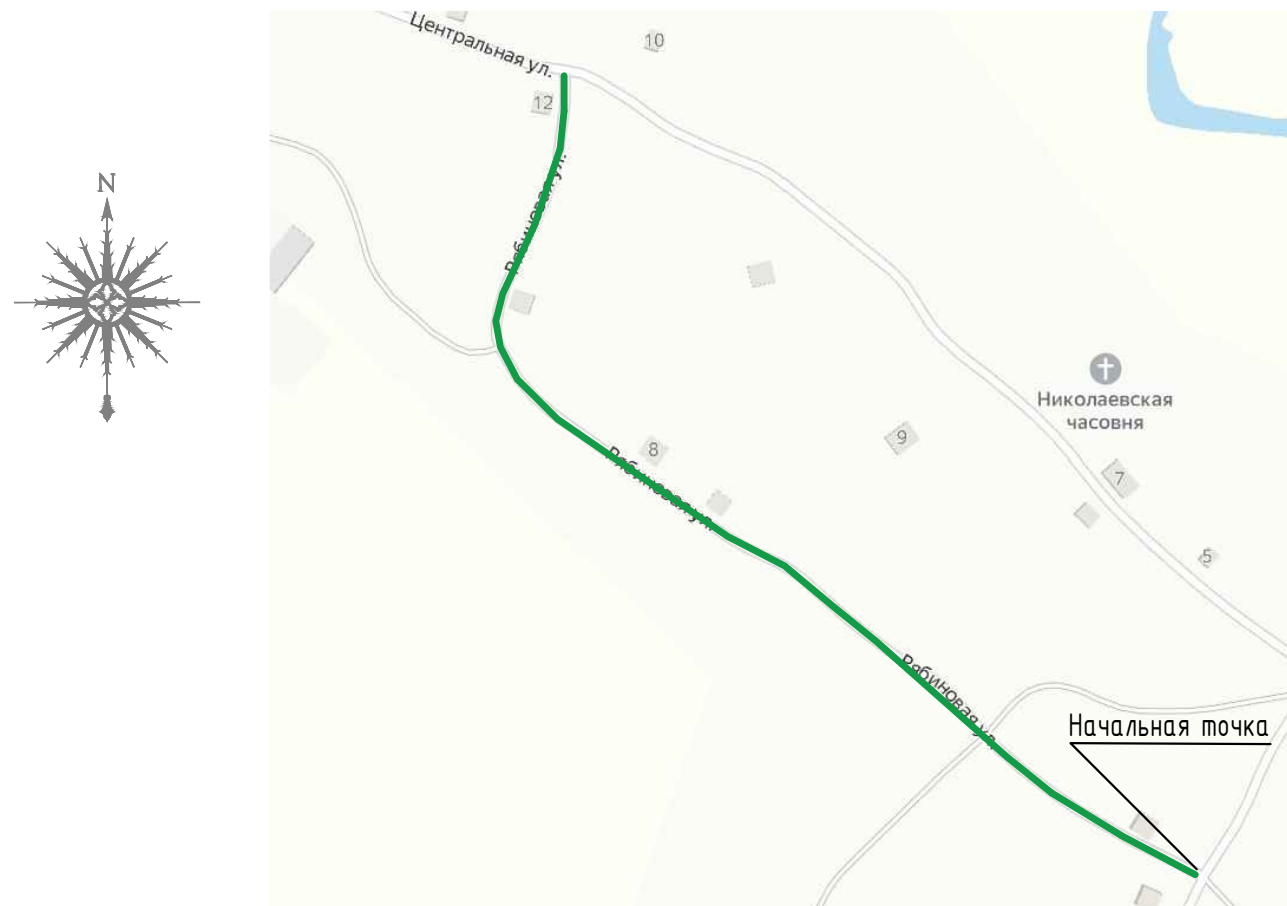 Центральная ул.
10
12
N
Рябиновая ул.
Николаевская
часовня
9
8
7
Рябиновая ул.
5
Рябиновая ул.
Начальная точка